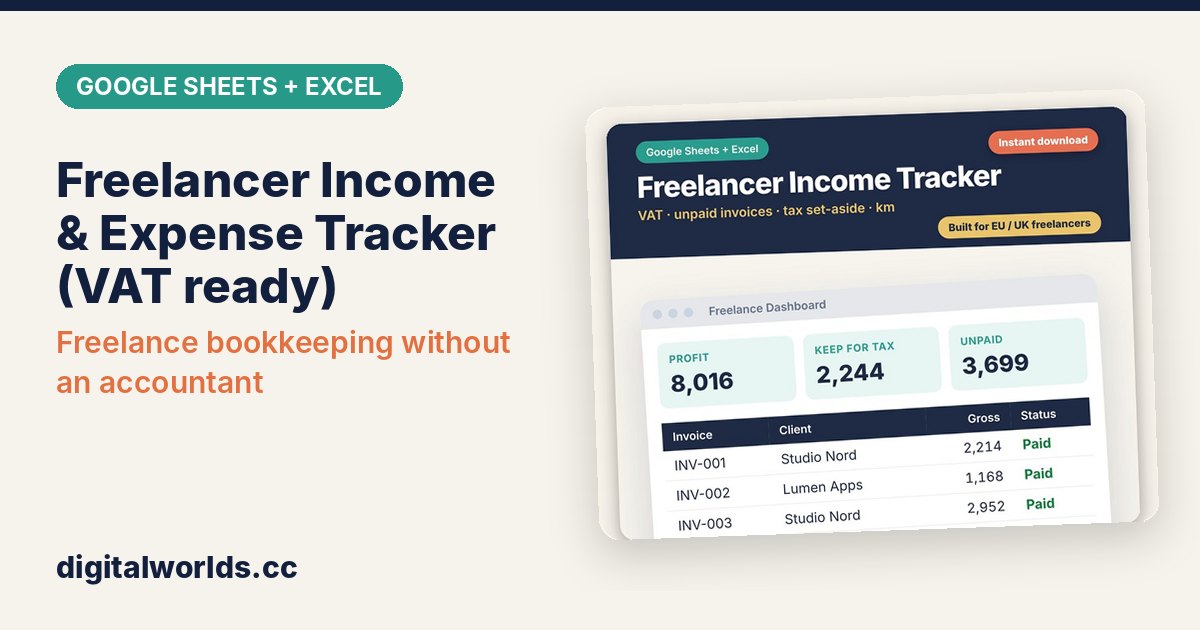 GOOGLE SHEETS + EXCEL
Freelancer Income
& Expense Tracker
(VAT ready)
Freelance bookkeeping without
an accountant
digitalworlds.cc
Google Sheets + Excel
Instant download
Freelancer Income Tracker
VAT · unpaid invoices · tax set-aside · km
Built for EU / UK freelancers
Freelance Dashboard
PROFIT
8,016
KEEP FOR TAX
2,244
UNPAID
3,699
Invoice Client Gross Status
INV-001 Studio Nord 2,214 Paid
INV-002 Lumen Apps 1,168 Paid
INV-003 Studio Nord 2,952 Paid